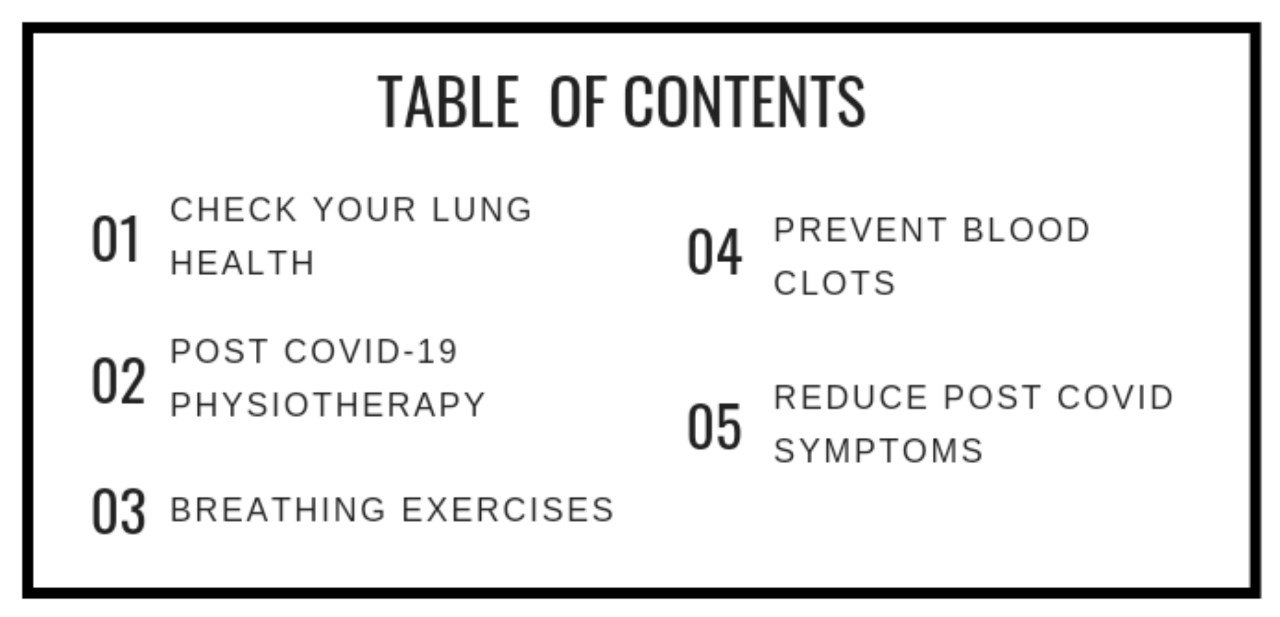 TABLE OF CONTENTS
01 CHECK YOUR LUNG
HEALTH
02 POST COVID-19
PHYSIOTHERAPY
03 BREATHING EXERCISES
04 PREVENT BLOOD
CLOTS
05 REDUCE POST COVID
SYMPTOMS